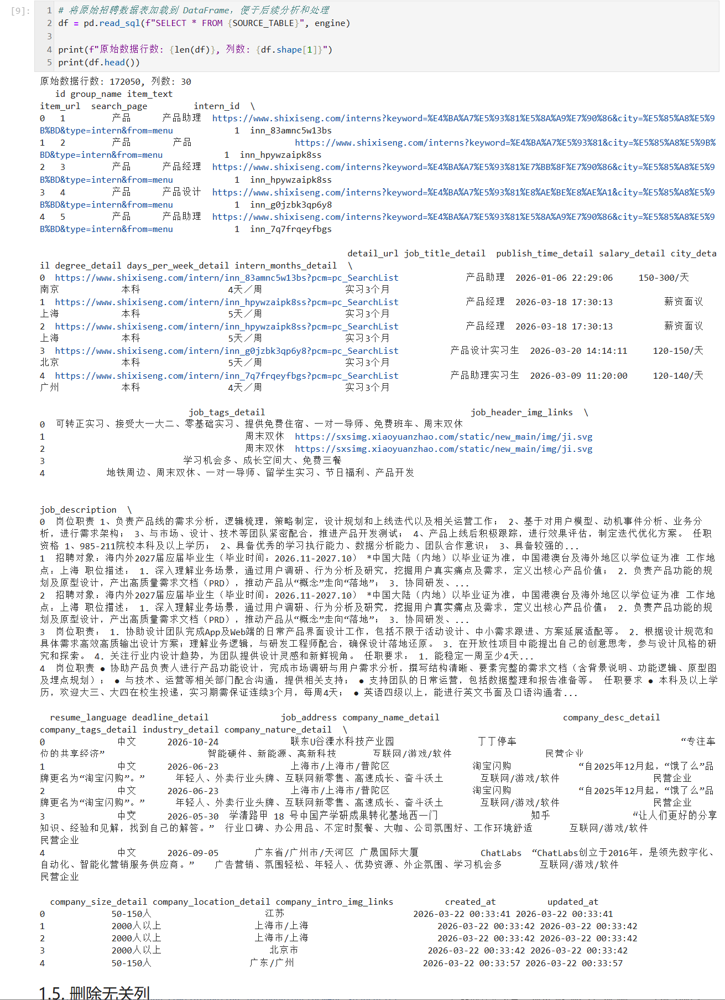 [9]:
1 # 将原始招聘数据表加载到 DataFrame，便于后续分析和处理
2 df = pd.read_sql(f"SELECT * FROM {SOURCE_TABLE}", engine)
3
4 print(f"原始数据行数: {len(df)}, 列数: {df.shape[1]}")
5 print(df.head())
原始数据行数: 172050, 列数: 30
id group_name item_text
item_url search_page intern_id \
0 1 产品 产品助理 https://www.shixiseng.com/interns?keyword=%E4%BA%A7%E5%93%81%E5%8A%A9%E7%90%86&city=%E5%85%A8%E5%9
B%BD&type=intern&from=menu 1 inn_83amnc5w13bs
1 2 产品 产品 https://www.shixiseng.com/interns?keyword=%E4%BA%A7%E5%93%81&city=%E5%85%A8%E5%9B%
BD&type=intern&from=menu 1 inn_hpywzaipk8ss
2 3 产品 产品经理 https://www.shixiseng.com/interns?keyword=%E4%BA%A7%E5%93%81%E7%BB%8F%E7%90%86&city=%E5%85%A8%E5%9
B%BD&type=intern&from=menu 1 inn_hpywzaipk8ss
3 4 产品 产品设计 https://www.shixiseng.com/interns?keyword=%E4%BA%A7%E5%93%81%E8%AE%BE%E8%AE%A1&city=%E5%85%A8%E5%9
B%BD&type=intern&from=menu 1 inn_g0jzbk3qp6y8
4 5 产品 产品助理 https://www.shixiseng.com/interns?keyword=%E4%BA%A7%E5%93%81%E5%8A%A9%E7%90%86&city=%E5%85%A8%E5%9
B%BD&type=intern&from=menu 1 inn_7q7frqeyfbgs
detail_url job_title_detail publish_time_detail salary_detail city_deta
il degree_detail days_per_week_detail intern_months_detail \
0 https://www.shixiseng.com/intern/inn_83amnc5w13bs?pcm=pc_SearchList 产品助理 2026-01-06 22:29:06 150-300/天
南京 本科 4天／周 实习3个月
1 https://www.shixiseng.com/intern/inn_hpywzaipk8ss?pcm=pc_SearchList 产品经理 2026-03-18 17:30:13 薪资面议
上海 本科 5天／周 实习3个月
2 https://www.shixiseng.com/intern/inn_hpywzaipk8ss?pcm=pc_SearchList 产品经理 2026-03-18 17:30:13 薪资面议
上海 本科 5天／周 实习3个月
3 https://www.shixiseng.com/intern/inn_g0jzbk3qp6y8?pcm=pc_SearchList 产品设计实习生 2026-03-20 14:14:11 120-150/天
北京 本科 5天／周 实习3个月
4 https://www.shixiseng.com/intern/inn_7q7frqeyfbgs?pcm=pc_SearchList 产品助理实习生 2026-03-09 11:20:00 120-140/天
广州 本科 4天／周 实习3个月
job_tags_detail job_header_img_links \
0 可转正实习、接受大一大二、零基础实习、提供免费住宿、一对一导师、免费班车、周末双休
1 周末双休 https://sxsimg.xiaoyuanzhao.com/static/new_main/img/ji.svg
2 周末双休 https://sxsimg.xiaoyuanzhao.com/static/new_main/img/ji.svg
3 学习机会多、成长空间大、免费三餐
4 地铁周边、周末双休、一对一导师、留学生实习、节日福利、产品开发
job_description \
0 岗位职责 1、负责产品线的需求分析，逻辑梳理，策略制定，设计规划和上线迭代以及相关运营工作； 2、基于对用户模型、动机事件分析、业务分
析，进行需求架构； 3、与市场、设计、技术等团队紧密配合，推进产品开发测试； 4、产品上线后积极跟踪，进行效果评估，制定迭代优化方案。 任职
资格 1、985-211院校本科及以上学历； 2、具备优秀的学习执行能力、数据分析能力、团队合作意识； 3、具备较强的...
1 招聘对象：海内外2027届应届毕业生（毕业时间：2026.11-2027.10） *中国大陆（内地）以毕业证为准，中国港澳台及海外地区以学位证为准 工作地
点：上海 职位描述： 1. 深入理解业务场景，通过用户调研、行为分析及研究，挖掘用户真实痛点及需求，定义出核心产品价值； 2. 负责产品功能的规
划及原型设计，产出高质量需求文档（PRD），推动产品从“概念”走向“落地”； 3. 协同研发、...
2 招聘对象：海内外2027届应届毕业生（毕业时间：2026.11-2027.10） *中国大陆（内地）以毕业证为准，中国港澳台及海外地区以学位证为准 工作地
点：上海 职位描述： 1. 深入理解业务场景，通过用户调研、行为分析及研究，挖掘用户真实痛点及需求，定义出核心产品价值； 2. 负责产品功能的规
划及原型设计，产出高质量需求文档（PRD），推动产品从“概念”走向“落地”； 3. 协同研发、...
3 岗位职责： 1. 协助设计团队完成App及Web端的日常产品界面设计工作，包括不限于活动设计、中小需求跟进、方案延展适配等。 2. 根据设计规范和
具体需求高效高质输出设计方案；理解业务逻辑，与研发工程师配合，确保设计落地还原。 3. 在开放性项目中能提出自己的创意思考，参与设计风格的研
究和探索。 4. 关注行业内设计趋势，为团队提供设计灵感和新鲜视角。 任职要求： 1. 能稳定一周至少4天...
4 岗位职责 ● 协助产品负责人进行产品功能设计，完成市场调研与用户需求分析，撰写结构清晰、要素完整的需求文档（含背景说明、功能逻辑、原型图
及埋点规划）； ● 与技术、运营等相关部门配合沟通，提供相关支持； ● 支持团队的日常运营，包括数据整理和报告准备等。 任职要求 ● 本科及以上学
历，欢迎大三、大四在校生投递，实习期需保证连续3个月，每周4天； ● 英语四级以上，能进行英文书面及口语沟通者...
resume_language deadline_detail job_address company_name_detail company_desc_detail
company_tags_detail industry_detail company_nature_detail \
0 中文 2026-10-24 联东U谷溧水科技产业园 丁丁停车 “专注车
位的共享经济” 智能硬件、新能源、高新科技 互联网/游戏/软件 民营企业
1 中文 2026-06-23 上海市/上海市/普陀区 淘宝闪购 “自2025年12月起，“饿了么”品
牌更名为“淘宝闪购”。” 年轻人、外卖行业头牌、互联网新零售、高速成长、奋斗沃土 互联网/游戏/软件 民营企业
2 中文 2026-06-23 上海市/上海市/普陀区 淘宝闪购 “自2025年12月起，“饿了么”品
牌更名为“淘宝闪购”。” 年轻人、外卖行业头牌、互联网新零售、高速成长、奋斗沃土 互联网/游戏/软件 民营企业
3 中文 2026-05-30 学清路甲 18 号中国产学研成果转化基地西一门 知乎 “让人们更好的分享
知识、经验和见解，找到自己的解答。” 行业口碑、办公用品、不定时聚餐、大咖、公司氛围好、工作环境舒适 互联网/游戏/软件
民营企业
4 中文 2026-09-05 广东省/广州市/天河区 广晟国际大厦 ChatLabs “ChatLabs创立于2016年，是领先数字化、
自动化、智能化营销服务供应商。” 广告营销、氛围轻松、年轻人、优势资源、外企氛围、学习机会多 互联网/游戏/软件
民营企业
company_size_detail company_location_detail company_intro_img_links created_at updated_at
0 50-150人 江苏 2026-03-22 00:33:41 2026-03-22 00:33:41
1 2000人以上 上海市/上海 2026-03-22 00:33:42 2026-03-22 00:33:42
2 2000人以上 上海市/上海 2026-03-22 00:33:42 2026-03-22 00:33:42
3 2000人以上 北京市 2026-03-22 00:33:42 2026-03-22 00:33:42
4 50-150人 广东/广州 2026-03-22 00:33:57 2026-03-22 00:33:57
1.5. 删除无关列